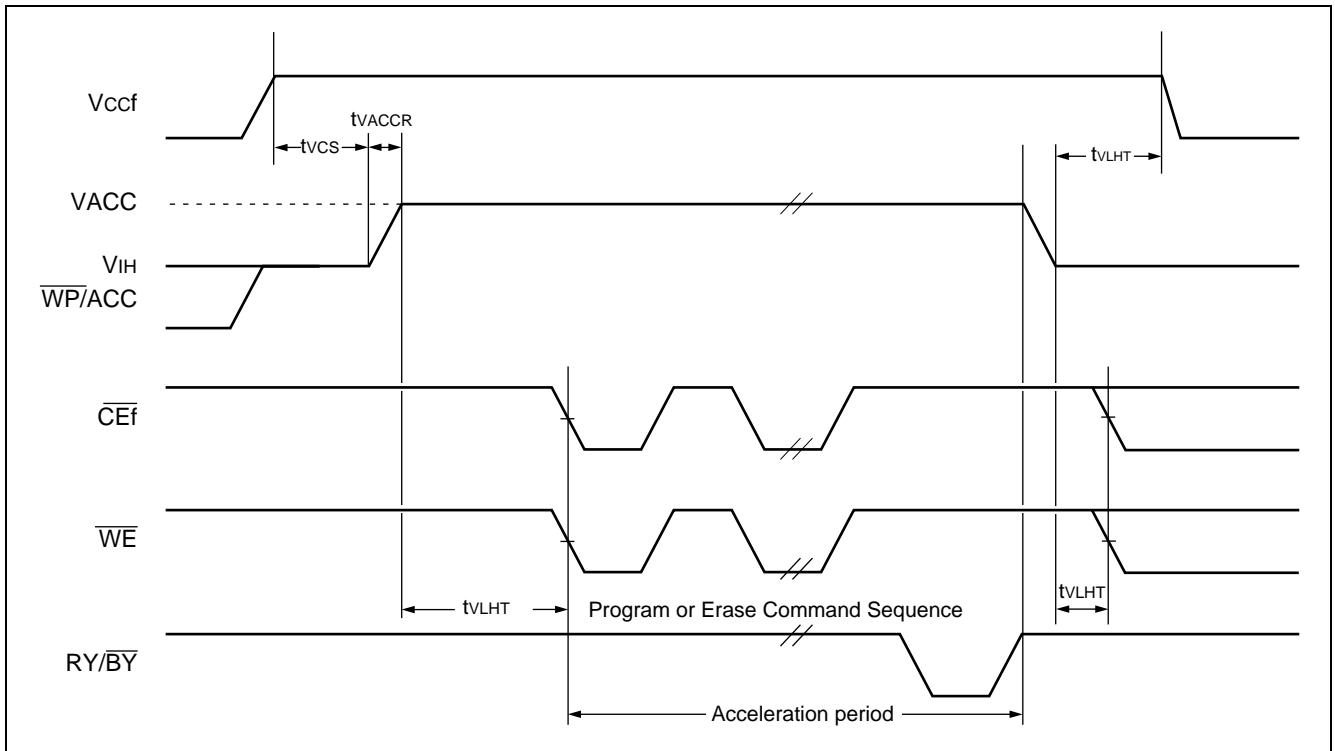 Vccf
tVACCR
tVCS
tVLHT
VACC
VIH
WP/ACC
CEf
WE
tVLHT
Program or Erase Command Sequence
tVLHT
RY/BY
Acceleration period